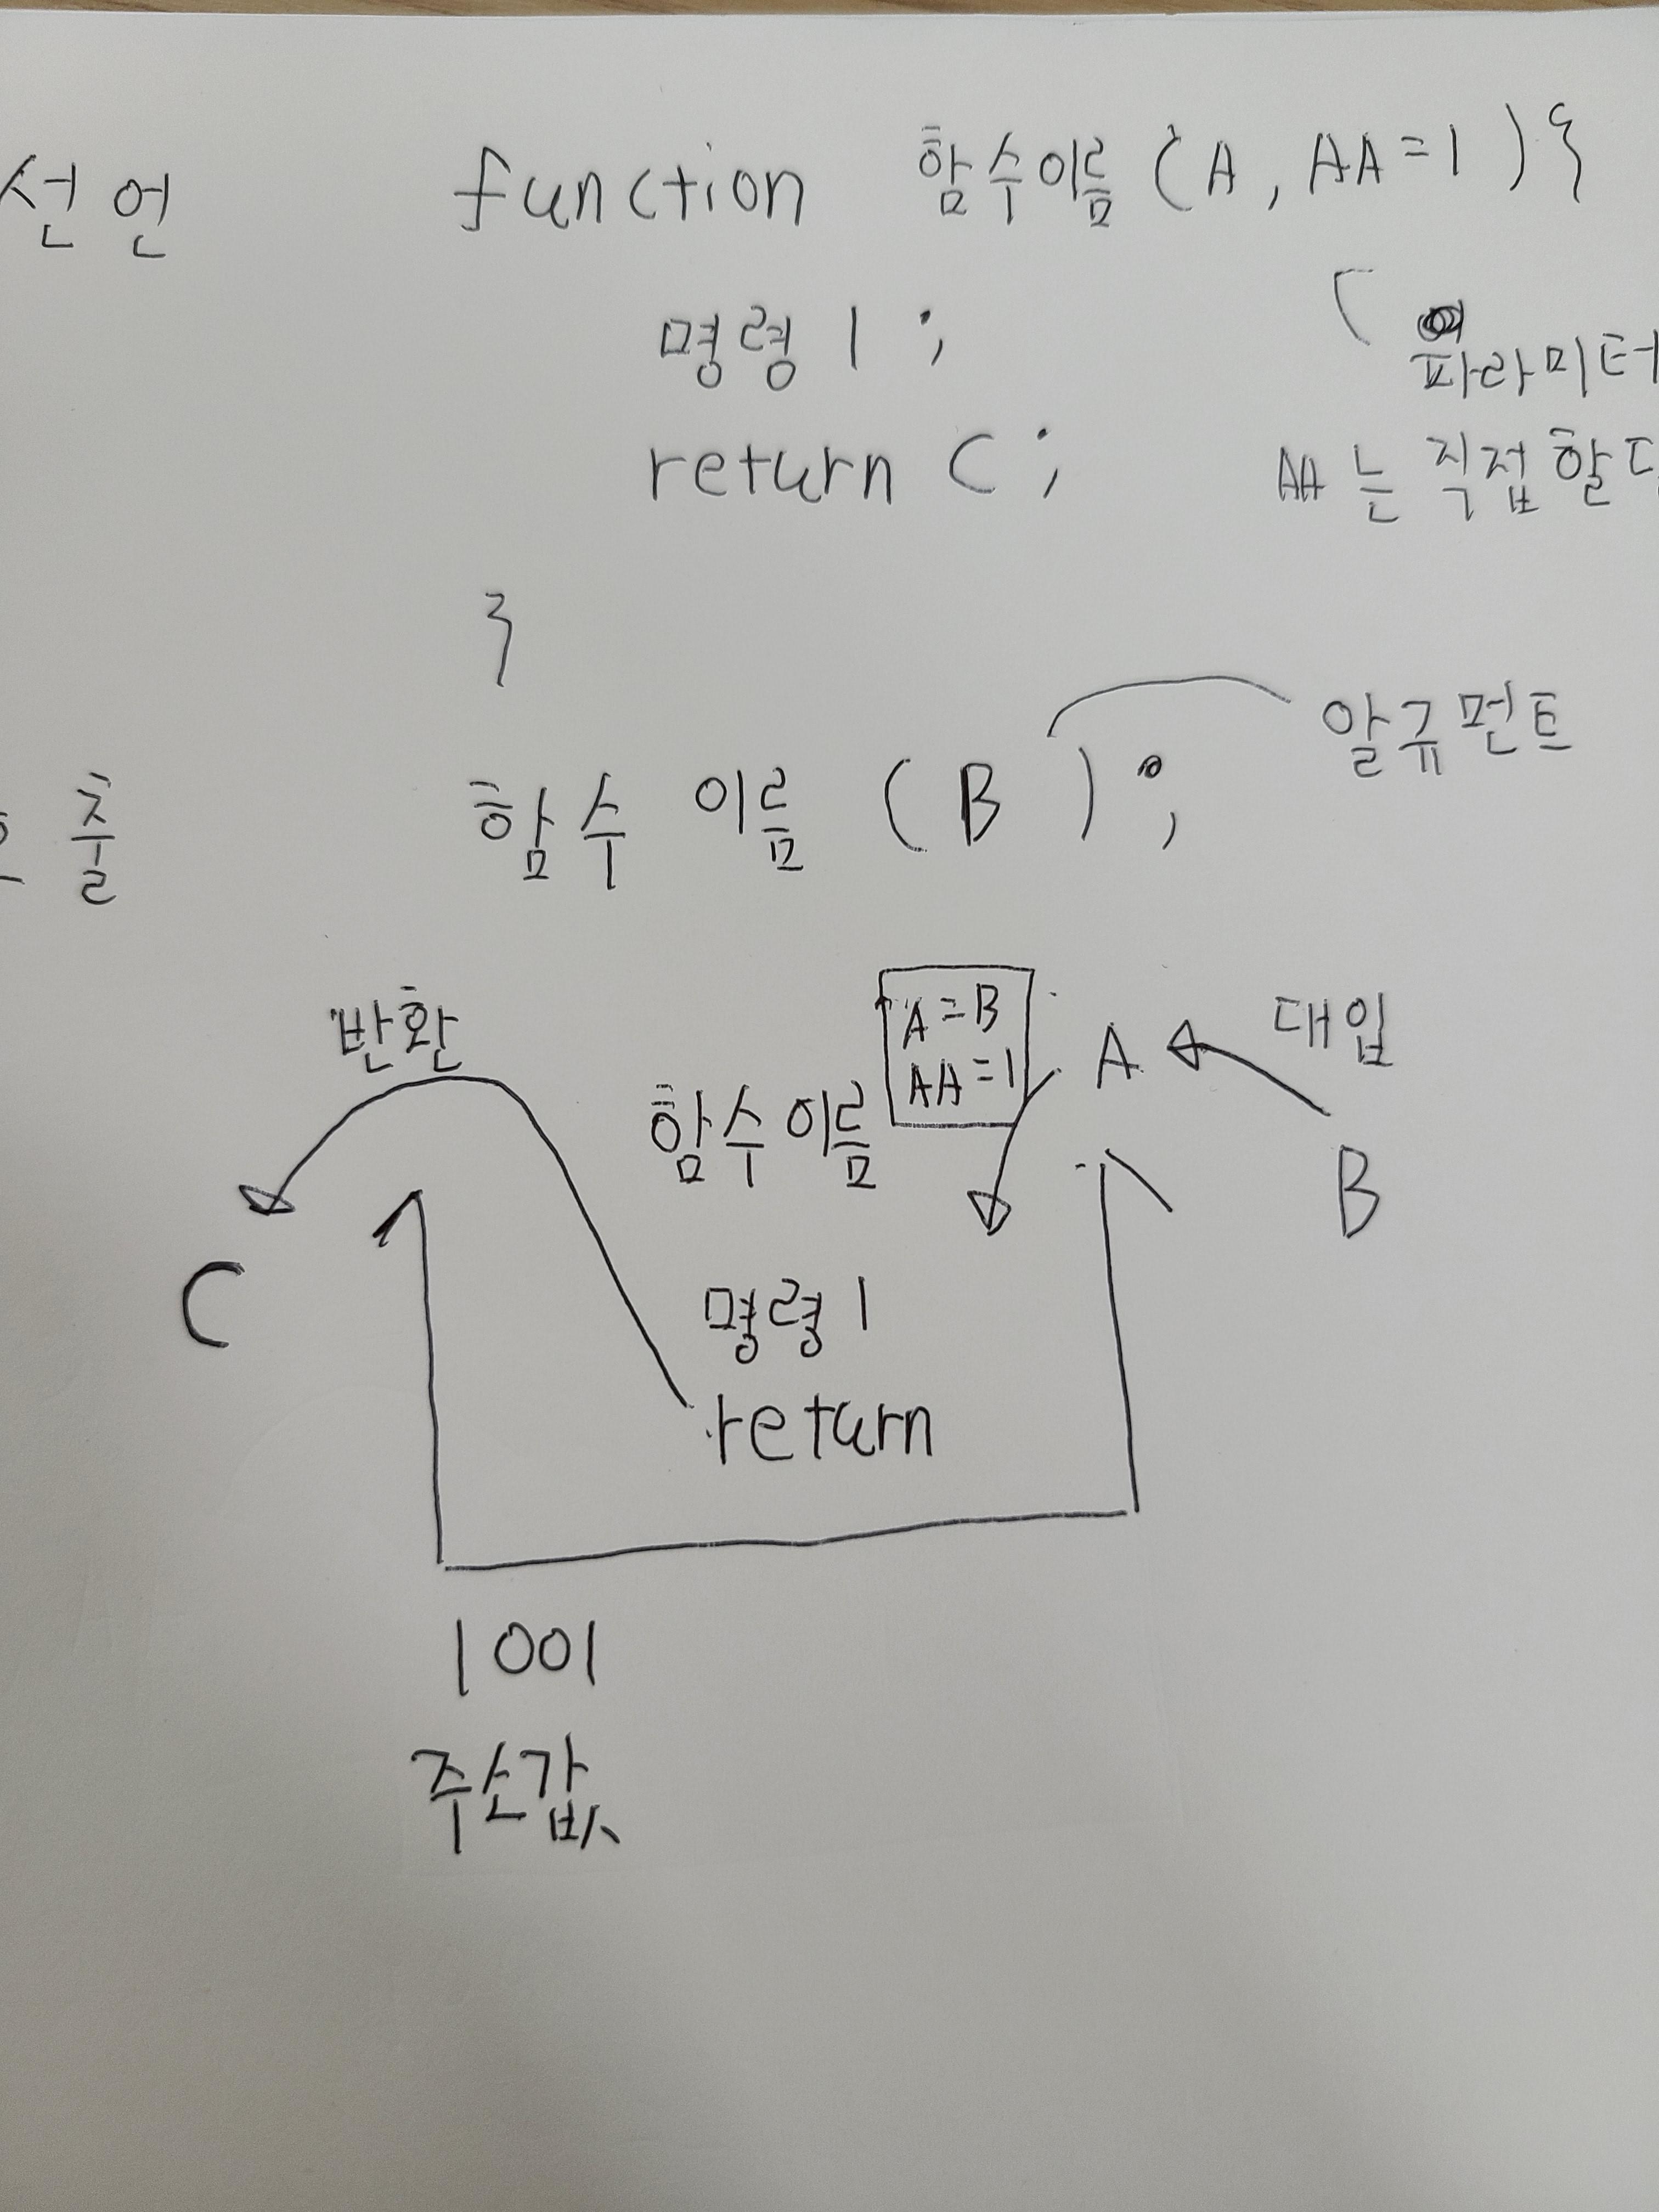 선언 function 함수이름 (A, AA=1){
명령 1;
파라미터
return C;
AA는 직접할
}
알규먼트
출 함수 이름 (B);
반환
A=B
AA=1
함수이름
A
대입
B
C
명령 1
return
1001
주소값